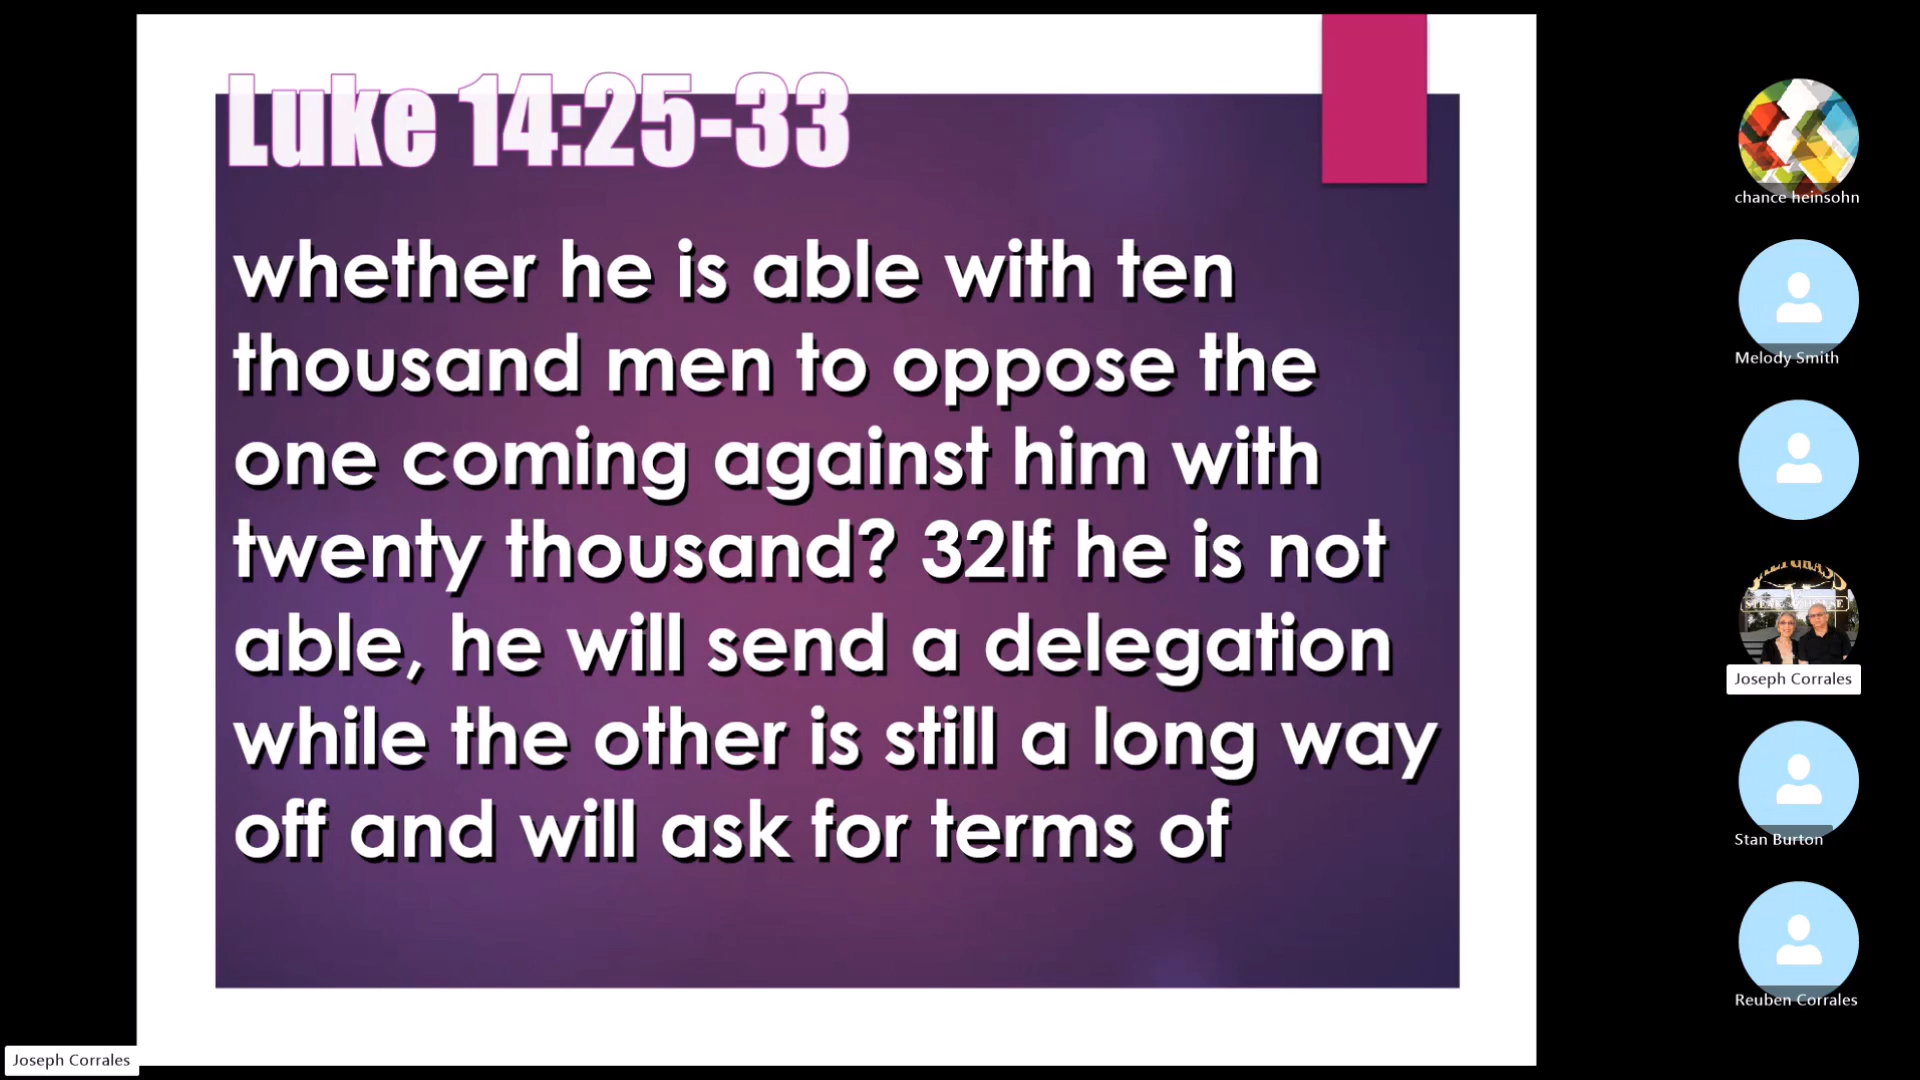 Luke 14:25-33
whether he is able with ten
thousand men to oppose the
one coming against him with
twenty thousand? 32If he is not
able, he will send a delegation
while the other is still a long way
off and will ask for terms of
chance heinsohn
Melody Smith
Joseph Corrales
Stan Burton
Reuben Corrales
Joseph Corrales